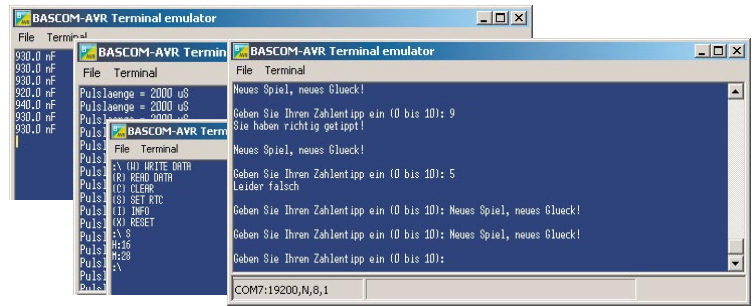 BASCOM-AVR Terminal emulator
File Terminal
930.0 nF
930.0 nF
930.0 nF
920.0 nF
940.0 nF
930.0 nF
930.0 nF
BASCOM-AVR
File Terminal
Pulslaenge = 2000 uS
Pulslaenge = 2000 uS
2000 uS
BASCOM-AVR
File Terminal
:\ (W) WRITE DATA
(R) READ DATA
(C) CLEAR
(S) SET RTC
(I) INFO
(X) RESET
:\ S
H:16
M:28
:\
BASCOM-AVR Terminal emulator
File Terminal
Neues Spiel, neues Glueck!
Geben Sie Ihren Zahlentipp ein (0 bis 10): 9
Sie haben richtig getippt!
Neues Spiel, neues Glueck!
Geben Sie Ihren Zahlentipp ein (0 bis 10): 5
Leider falsch
Geben Sie Ihren Zahlentipp ein (0 bis 10): Neues Spiel, neues Glueck!
Geben Sie Ihren Zahlentipp ein (0 bis 10): Neues Spiel, neues Glueck!
Geben Sie Ihren Zahlentipp ein (0 bis 10):
COM7:19200,N,8,1